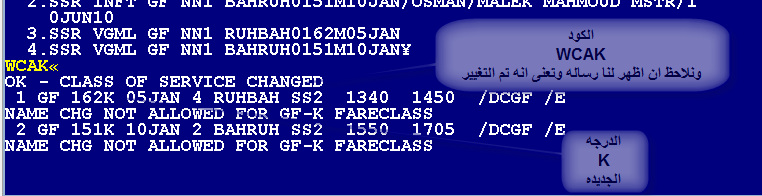 2.SSR INFT GF NN1 BAHRUH0151M10JAN/OSMAN/MALEK MAHMOUD MSTR/1
0JUN10
3.SSR VGML GF NN1 RUHBAH0162M05JAN
4.SSR VGML GF NN1 BAHRUH0151M10JAN¥
WCAK«
OK - CLASS OF SERVICE CHANGED
1 GF 162K 05JAN 4 RUHBAH SS2 1340 1450 /DCGF /E
NAME CHG NOT ALLOWED FOR GF-K FARECLASS
2 GF 151K 10JAN 2 BAHRUH SS2 1550 1705 /DCGF /E
NAME CHG NOT ALLOWED FOR GF-K FARECLASS
الكود
WCAK
ونلاحظ ان اظهر لنا رساله وتعنى انه تم التغيير
الدرجه
K
الجديده